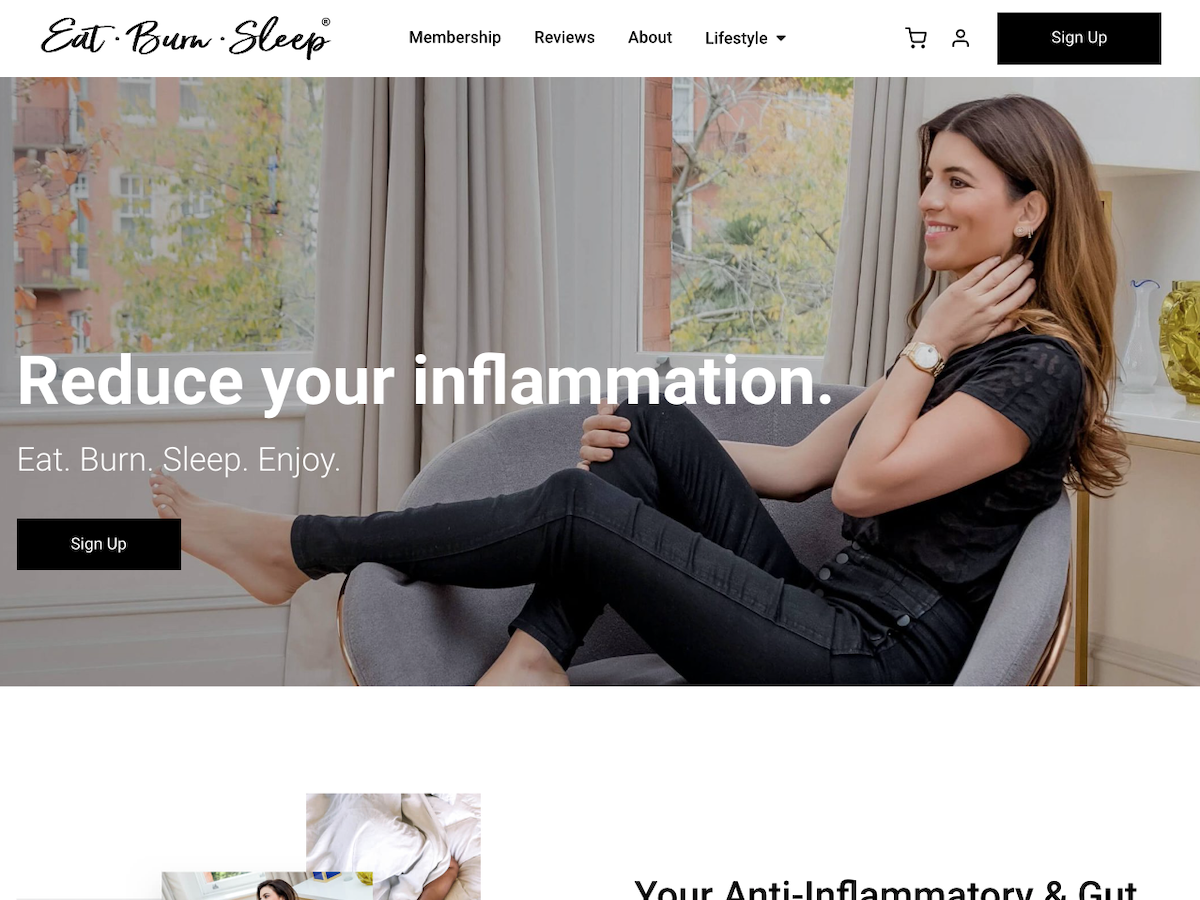 Eat · Burn · Sleep®
Membership Reviews About Lifestyle
Sign Up
Reduce your inflammation.
Eat. Burn. Sleep. Enjoy.
Sign Up
Your Anti-Inflammatory & Gut